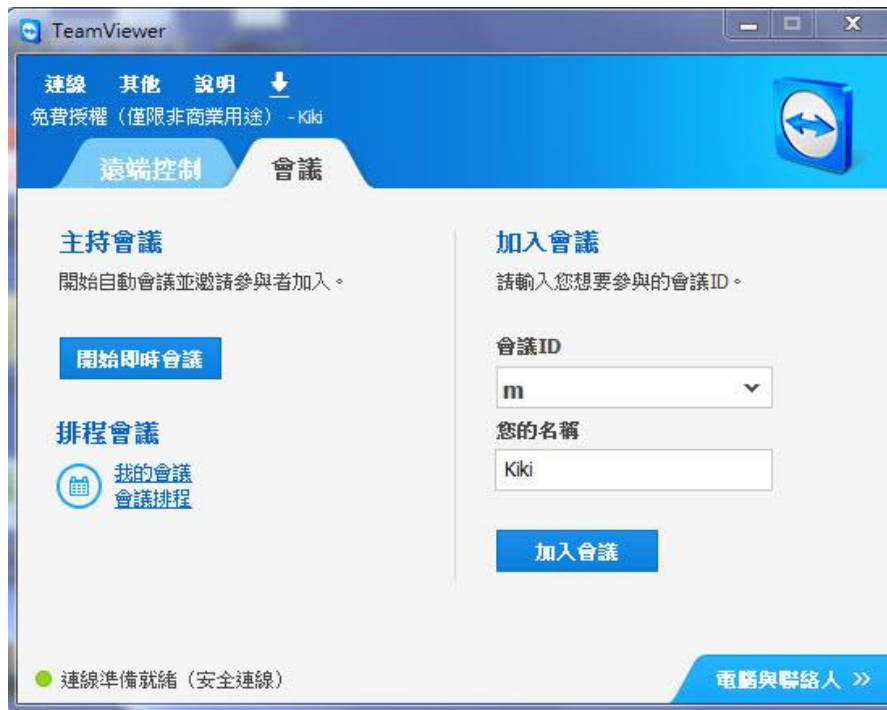 TeamViewer
連線 其他 說明
免費授權（僅限非商業用途） - Kiki
遠端控制 會議
主持會議
開始自動會議並邀請參與者加入。
開始即時會議
排程會議
我的會議
會議排程
加入會議
請輸入您想要參與的會議ID。
會議ID
m
您的名稱
Kiki
加入會議
連線準備就緒（安全連線）
電腦與聯絡人 >>